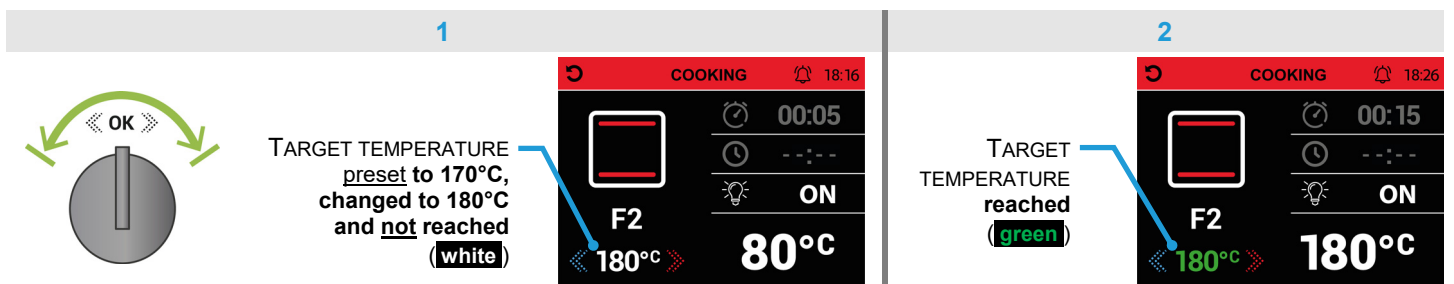 1
2
OK
TARGET TEMPERATURE
preset to 170°C,
changed to 180°C
and not reached
(white)
COOKING 18:16
00:05
--:--
ON
F2
180°C
80°C
TARGET
TEMPERATURE
reached
(green)
COOKING 18:26
00:15
--:--
ON
F2
180°C
180°C